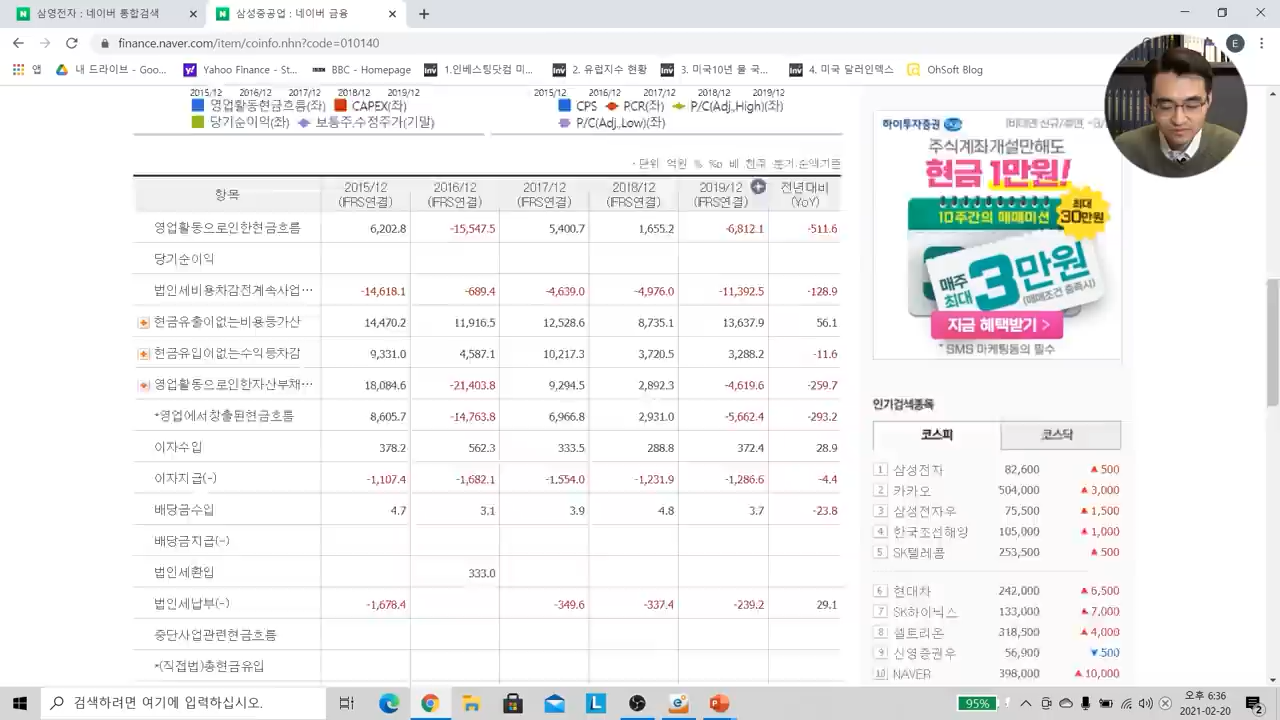 삼영전자 : 네이버 통합검색
삼성중공업 : 네이버 금융
finance.naver.com/item/coinfo.nhn?code=010140
E
앱
내 드라이브 - Goo...
Yahoo Finance - St...
BBC - Homepage
1.인베스팅닷컴 미...
2. 유럽지수 현황
3. 미국10년 물 국...
4. 미국 달러인덱스
OhSoft Blog
2015/12 2016/12 2017/12 2018/12 2019/12
2015/12 2016/12 2017/12 2018/12 2019/12
영업활동현금흐름(좌) CAPEX(좌)
당기순이익(좌) 보통주,수정주가(기말)
CPS PCR(좌) P/C(Adj.,High)(좌)
P/C(Adj.,Low)(좌)
항목 2015/12 (IFRS연결) 2016/12 (IFRS연결) 2017/12 (IFRS연결) 2018/12 (IFRS연결) 2019/12 (IFRS연결) 전년대비 (YoY)
영업활동으로인한현금흐름 6,202.8 -15,547.5 5,400.7 1,655.2 -6,812.1 -511.6
당기순이익
법인세비용차감전계속사업… -14,618.1 -689.4 -4,639.0 -4,976.0 -11,392.5 -128.9
현금유출이없는비용등가산 14,470.2 11,916.5 12,528.6 8,735.1 13,637.9 56.1
현금유입이없는수익등차감 9,331.0 4,587.1 10,217.3 3,720.5 3,288.2 -11.6
영업활동으로인한자산부채… 18,084.6 -21,403.8 9,294.5 2,892.3 -4,619.6 -259.7
*영업에서창출된현금흐름 8,605.7 -14,763.8 6,966.8 2,931.0 -5,662.4 -293.2
이자수입 378.2 562.3 333.5 288.8 372.4 28.9
이자지급(-) -1,107.4 -1,682.1 -1,554.0 -1,231.9 -1,286.6 -4.4
배당금수입 4.7 3.1 3.9 4.8 3.7 -23.8
배당금지급(-)
법인세환입 333.0
법인세납부(-) -1,678.4 -349.6 -337.4 -239.2 29.1
중단사업관련현금흐름
*(직접법)총현금유입
하이투자증권
주식계좌개설만해도
현금 1만원!
10주간의 매매미션
최대
30만원
매주
최대
3만원
(매매조건 충족시)
지금 혜택받기 >
* SMS 마케팅동의 필수
인기검색종목
코스피 코스닥
1 삼성전자 82,600 ▲500
2 카카오 504,000 ▲3,000
3 삼성전자우 75,500 ▲1,500
4 한국조선해양 105,000 ▲1,000
5 SK텔레콤 253,500 ▲500
6 현대차 242,000 ▲6,500
7 SK하이닉스 133,000 ▲7,000
8 셀트리온 318,500 ▲4,000
9 신영증권우 56,900 ▼500
10 NAVER 398,000 ▲10,000
검색하려면 여기에 입력하십시오.
95%
오후 6:36
2021-02-20
2